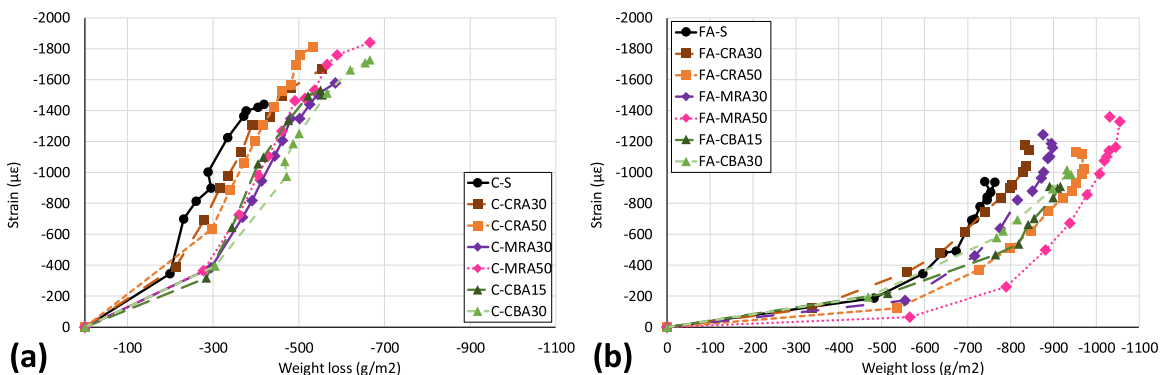 -2000
-1800
-1600
-1400
-1200
-1000
-800
-600
-400
-200
0
Strain (με)
-100 -300 -500 -700 -900 -1100
Weight loss (g/m2)
(a)
C-S
C-CRA30
C-CRA50
C-MRA30
C-MRA50
C-CBA15
C-CBA30
-2000
-1800
-1600
-1400
-1200
-1000
-800
-600
-400
-200
0
Strain (με)
0 -100 -200 -300 -400 -500 -600 -700 -800 -900 -1000 -1100
Weight loss (g/m2)
(b)
FA-S
FA-CRA30
FA-CRA50
FA-MRA30
FA-MRA50
FA-CBA15
FA-CBA30